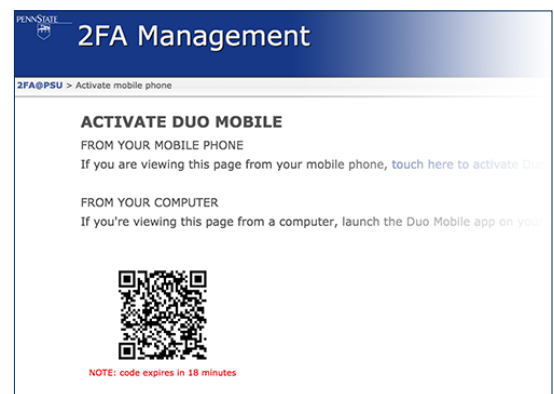 PENNSTATE
2FA Management
2FA@PSU > Activate mobile phone
ACTIVATE DUO MOBILE
FROM YOUR MOBILE PHONE
If you are viewing this page from your mobile phone, touch here to activate Duo
FROM YOUR COMPUTER
If you're viewing this page from a computer, launch the Duo Mobile app on your
NOTE: code expires in 18 minutes